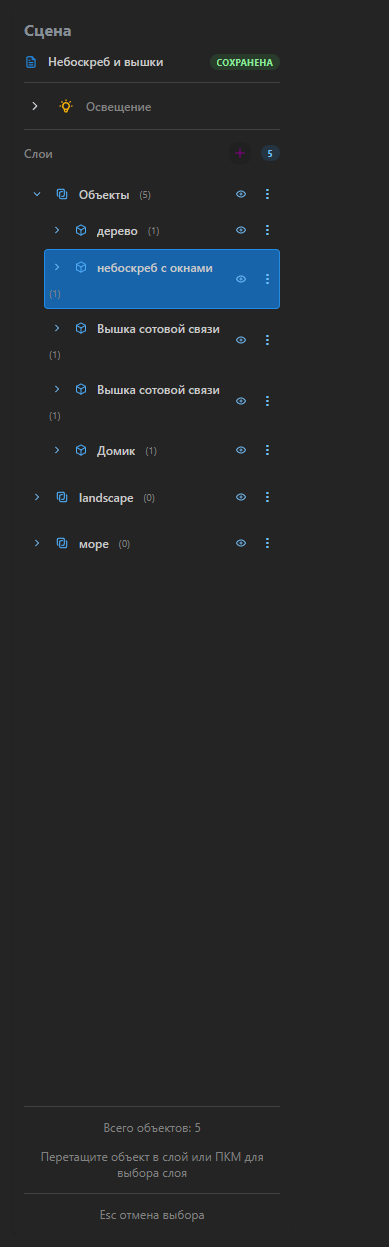 Сцена
Небоскреб и вышки СОХРАНЕНА
Освещение
Слои + 5
Объекты (5)
дерево (1)
небоскреб с окнами
(1)
Вышка сотовой связи
(1)
Вышка сотовой связи
(1)
Домик (1)
landscape (0)
море (0)
Всего объектов: 5
Перетащите объект в слой или ПКМ для
выбора слоя
Esc отмена выбора